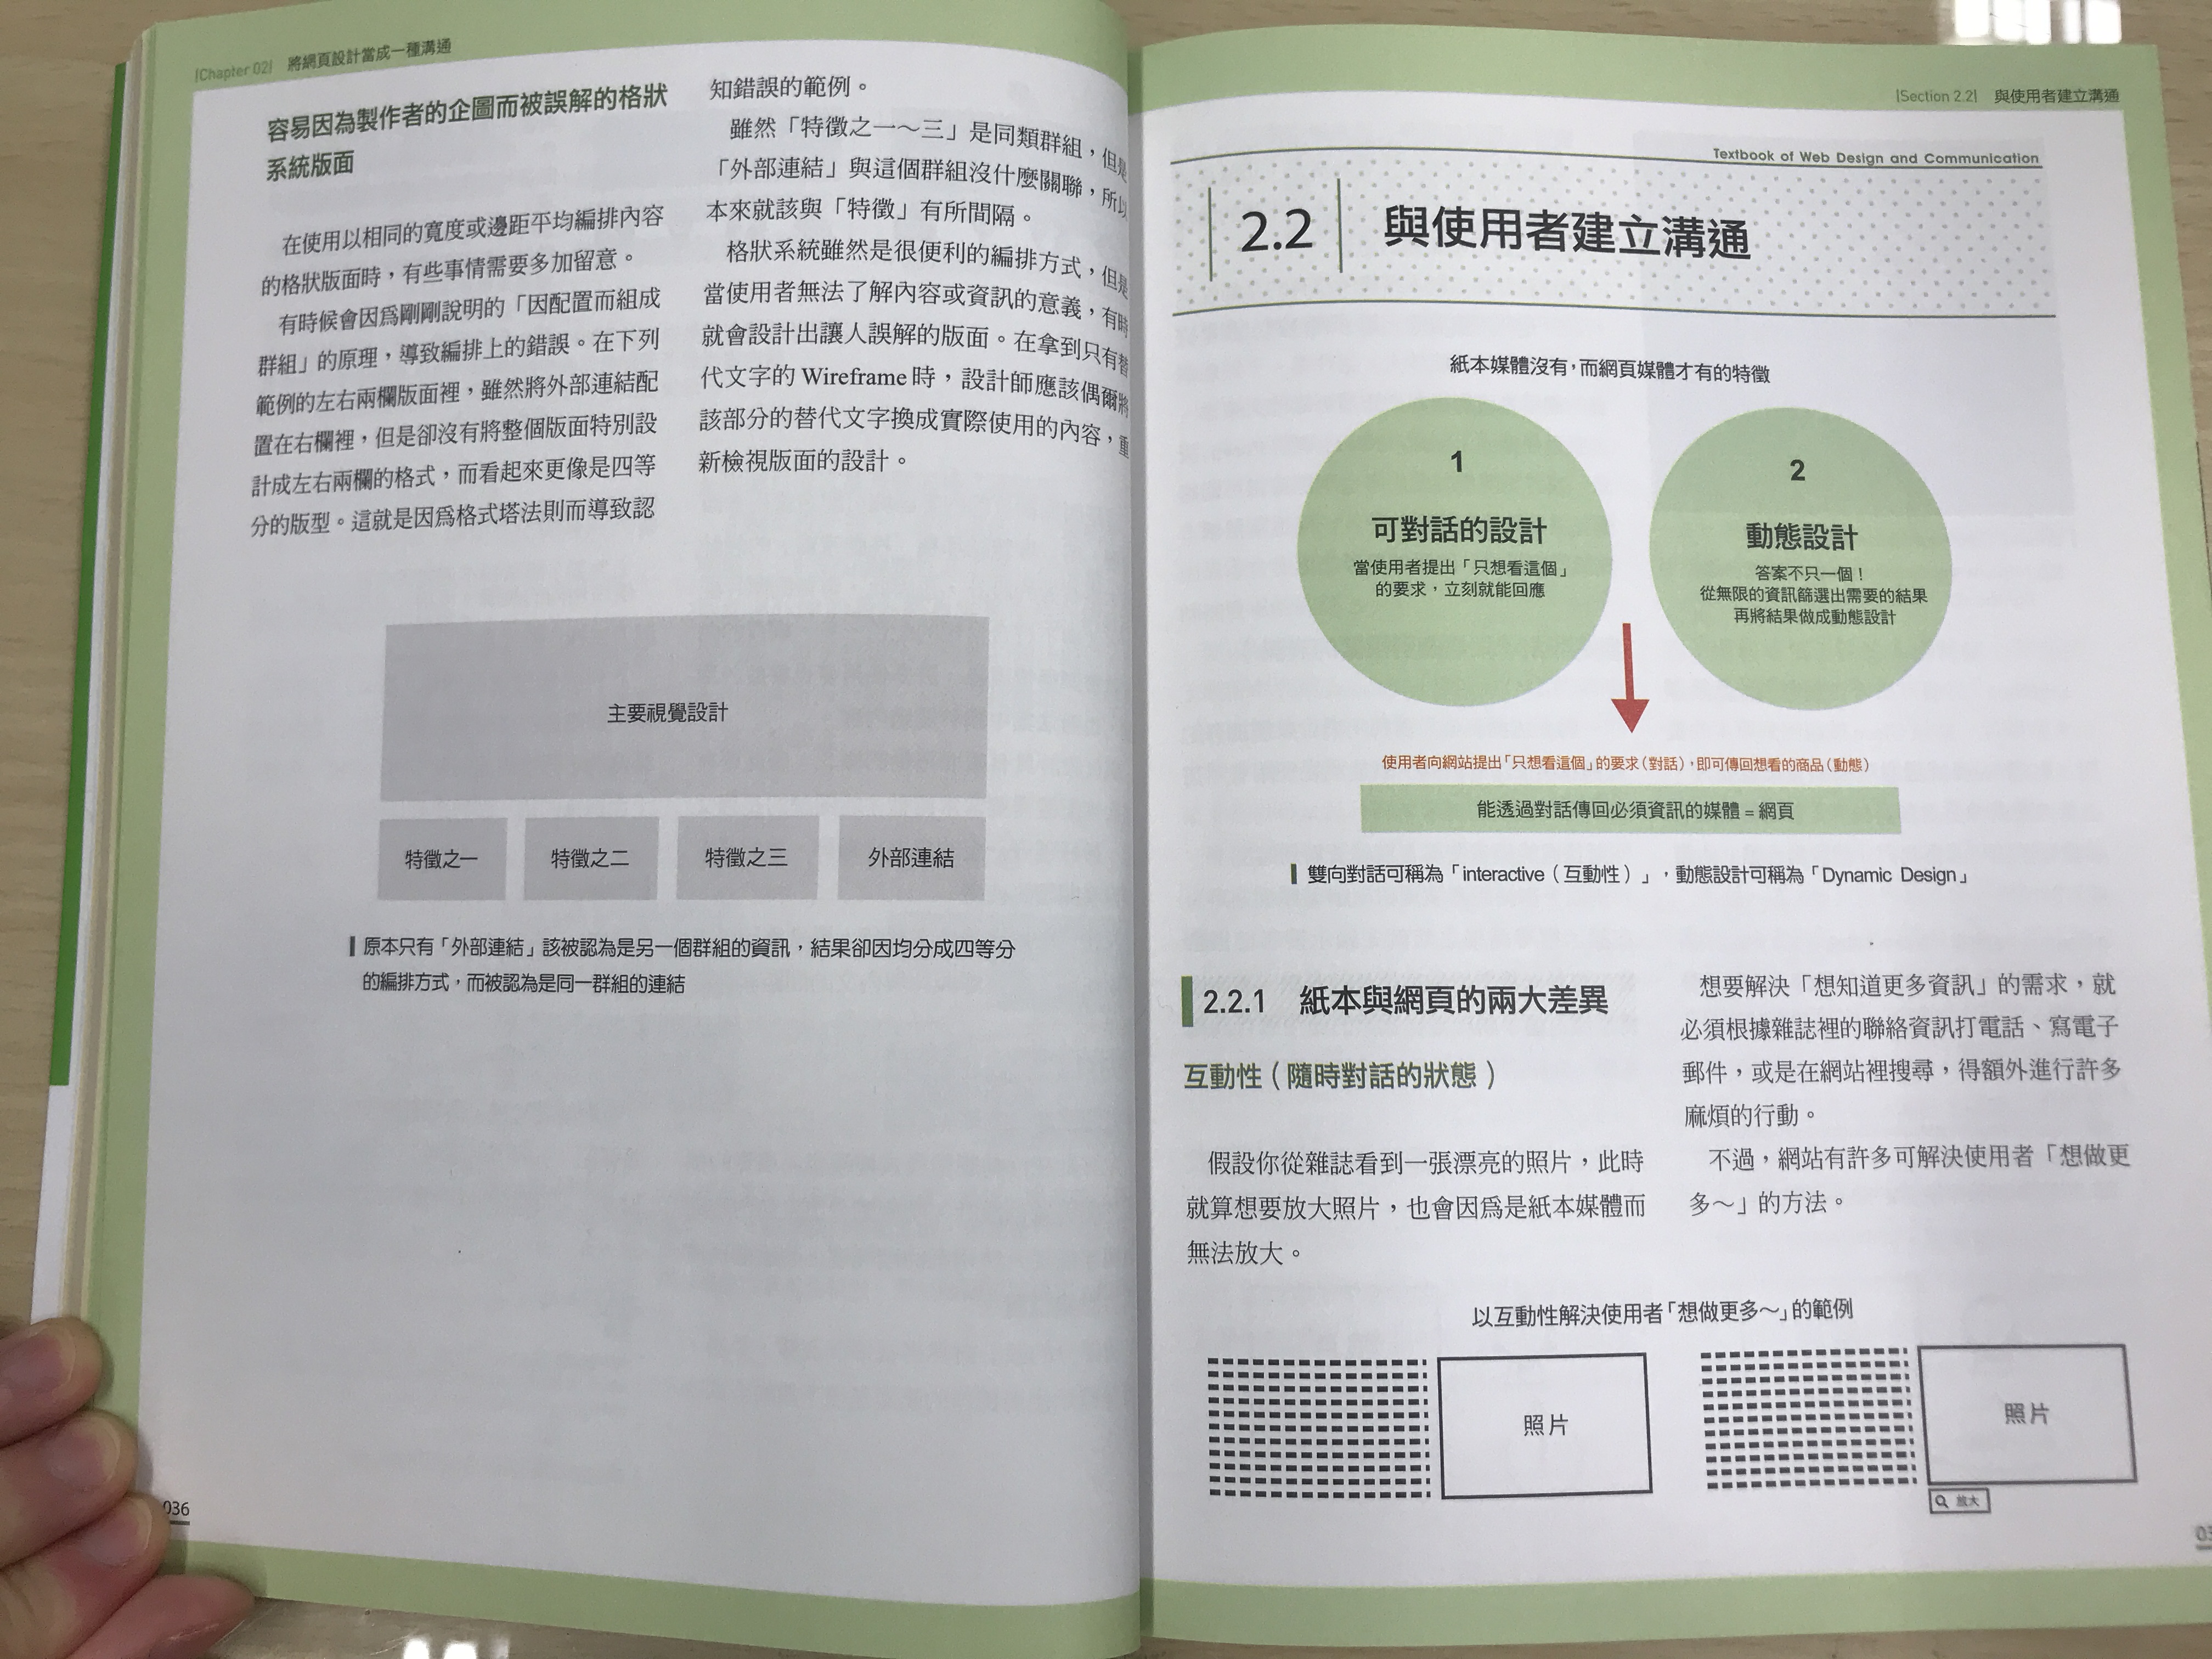 |Chapter 02| 將網頁設計當成一種溝通
容易因為製作者的企圖而被誤解的格狀
系統版面
在使用以相同的寬度或邊距平均編排內容
的格狀版面時，有些事情需要多加留意。
有時候會因為剛剛說明的「因配置而組成
群組」的原理，導致編排上的錯誤。在下列
範例的左右兩欄版面裡，雖然將外部連結配
置在右欄裡，但是卻沒有將整個版面特別設
計成左右兩欄的格式，而看起來更像是四等
分的版型。這就是因為格式塔法則而導致認
知錯誤的範例。
雖然「特徵之一～三」是同類群組，但是
「外部連結」與這個群組沒什麼關聯，所以
本來就該與「特徵」有所間隔。
格狀系統雖然是很便利的編排方式，但是
當使用者無法了解內容或資訊的意義，有時
就會設計出讓人誤解的版面。在拿到只有替
代文字的 Wireframe 時，設計師應該偶爾將
該部分的替代文字換成實際使用的內容，重
新檢視版面的設計。
主要視覺設計
特徵之一
特徵之二
特徵之三
外部連結
原本只有「外部連結」該被認為是另一個群組的資訊，結果卻因均分成四等分
的編排方式，而被認為是同一群組的連結
036
|Section 2.2| 與使用者建立溝通
Textbook of Web Design and Communication
2.2 與使用者建立溝通
紙本媒體沒有，而網頁媒體才有的特徵
1
可對話的設計
當使用者提出「只想看這個」
的要求，立刻就能回應
2
動態設計
答案不只一個！
從無限的資訊篩選出需要的結果
再將結果做成動態設計
使用者向網站提出「只想看這個」的要求（對話），即可傳回想看的商品（動態）
能透過對話傳回必須資訊的媒體 = 網頁
雙向對話可稱為「interactive（互動性）」，動態設計可稱為「Dynamic Design」
2.2.1 紙本與網頁的兩大差異
互動性（隨時對話的狀態）
假設你從雜誌看到一張漂亮的照片，此時
就算想要放大照片，也會因為是紙本媒體而
無法放大。
想要解決「想知道更多資訊」的需求，就
必須根據雜誌裡的聯絡資訊打電話、寫電子
郵件，或是在網站裡搜尋，得額外進行許多
麻煩的行動。
不過，網站有許多可解決使用者「想做更
多～」的方法。
以互動性解決使用者「想做更多～」的範例
照片
照片
放大